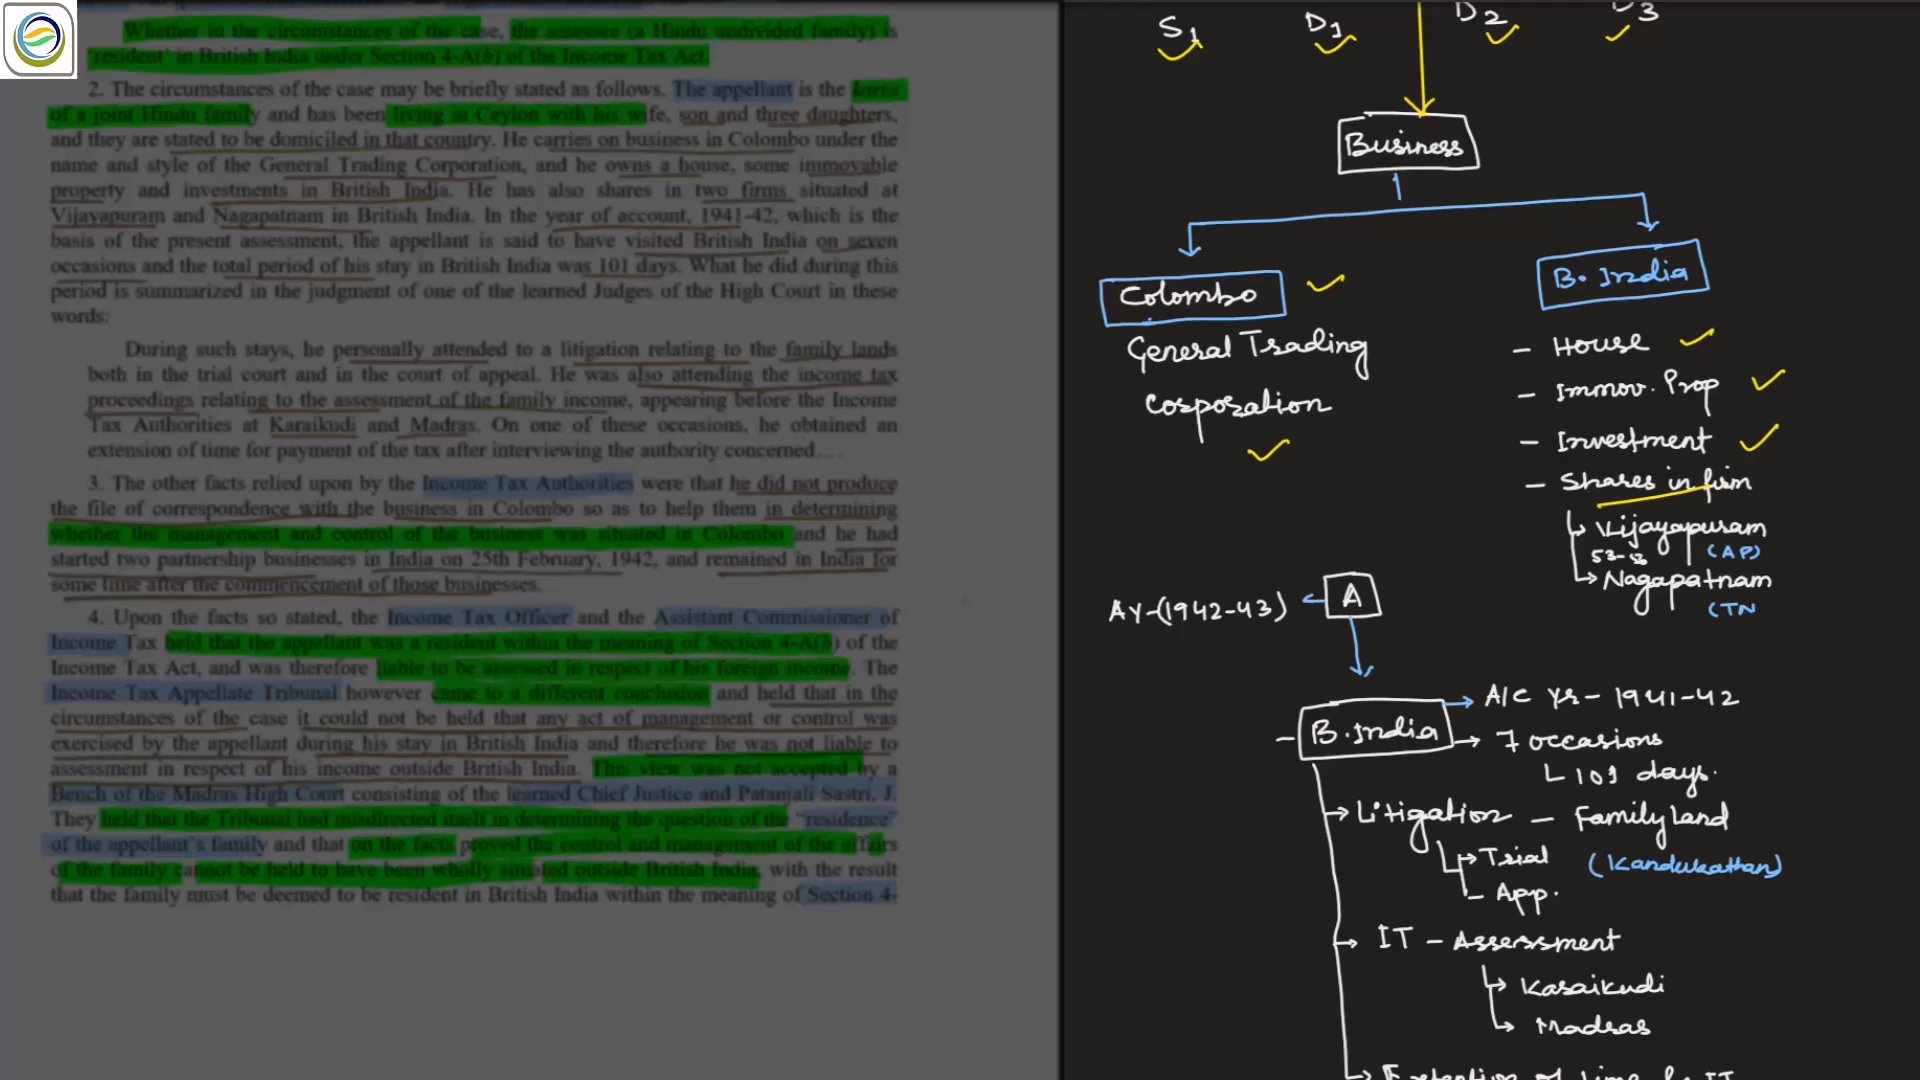 Whether in the circumstances of the case, the assessee (a Hindu undivided family) is
'resident' in British India under Section 4-A(b) of the Income Tax Act.
2. The circumstances of the case may be briefly stated as follows. The appellant is the karta
of a joint Hindu family and has been living in Ceylon with his wife, son and three daughters,
and they are stated to be domiciled in that country. He carries on business in Colombo under the
name and style of the General Trading Corporation, and he owns a house, some immovable
property and investments in British India. He has also shares in two firms situated at
Vijayapuram and Nagapatnam in British India. In the year of account, 1941-42, which is the
basis of the present assessment, the appellant is said to have visited British India on seven
occasions and the total period of his stay in British India was 101 days. What he did during this
period is summarized in the judgment of one of the learned Judges of the High Court in these
words:
During such stays, he personally attended to a litigation relating to the family lands
both in the trial court and in the court of appeal. He was also attending the income tax
proceedings relating to the assessment of the family income, appearing before the Income
Tax Authorities at Karaikudi and Madras. On one of these occasions, he obtained an
extension of time for payment of the tax after interviewing the authority concerned....
3. The other facts relied upon by the Income Tax Authorities were that he did not produce
the file of correspondence with the business in Colombo so as to help them in determining
whether the management and control of the business was situated in Colombo and he had
started two partnership businesses in India on 25th February, 1942, and remained in India for
some time after the commencement of those businesses.
4. Upon the facts so stated, the Income Tax Officer and the Assistant Commissioner of
Income Tax held that the appellant was a resident within the meaning of Section 4-A(b) of the
Income Tax Act, and was therefore liable to be assessed in respect of his foreign income. The
Income Tax Appellate Tribunal however came to a different conclusion and held that in the
circumstances of the case it could not be held that any act of management or control was
exercised by the appellant during his stay in British India and therefore he was not liable to
assessment in respect of his income outside British India. This view was not accepted by a
Bench of the Madras High Court consisting of the learned Chief Justice and Patanjali Sastri, J.
They held that the Tribunal had misdirected itself in determining the question of the "residence"
of the appellant's family and that on the facts proved the control and management of the affairs
of the family cannot be held to have been wholly situated outside British India, with the result
that the family must be deemed to be resident in British India within the meaning of Section 4-
S1 D1 D2 D3
Business
Colombo
General Trading
Corporation
B. India
- House
- Immov. Prop
- Investment
- Shares in firm
Vijayapuram
(AP)
Nagapatnam
(TN
AY-(1942-43)
A
- B. India
A/C Yr - 1941-42
7 occasions
101 days.
Litigation - Family Land
Trial
(Kandukathan)
- App.
IT - Assessment
Karaikudi
Madras
Extention of time